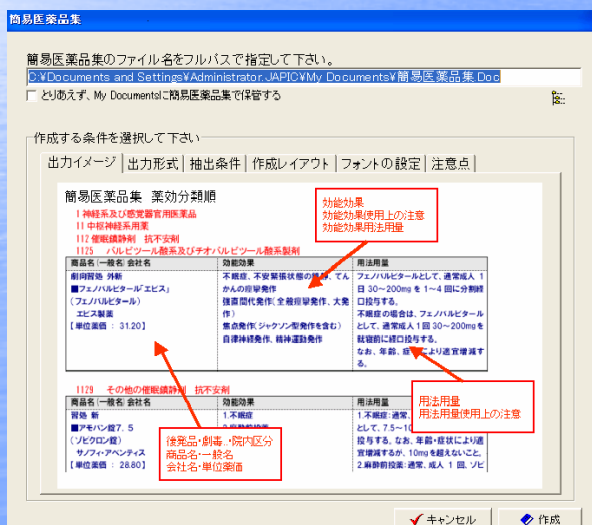 簡易医薬品集
簡易医薬品集のファイル名をフルパスで指定して下さい。
C:¥Documents and Settings¥Administrator.JAPIC¥My Documents¥簡易医薬品集.Doc
とりあえず、My Documentsに簡易医薬品集で保管する
作成する条件を選択して下さい
出力イメージ 出力形式 抽出条件 作成レイアウト フォントの設定 注意点
簡易医薬品集 薬効分類順
1 神経系及び感覚器官用医薬品
11 中枢神経系用薬
112 催眠鎮静剤 抗不安剤
1125 バルビツール酸系及びチオバルビツール酸系製剤
効能効果
効能効果使用上の注意
効能効果用法用量
商品名 一般名 会社名 効能効果 用法用量
劇向習処 外新
■フェノバルビタール「エビス」
(フェノバルビタール)
エビス製薬
【単位薬価 : 31.20】
不眠症、不安緊張状態の鎮静、てん
かんの痙攣発作
強直間代発作(全般痙攣発作、大発
作)
焦点発作(ジャクソン型発作を含む)
自律神経発作、精神運動発作
フェノバルビタールとして、通常成人 1
日 30～200mg を 1～4 回に分割経
口投与する。
不眠症の場合は、フェノバルビタール
として、通常成人 1 回 30～200mg を
就寝前に経口投与する。
なお、年齢、症 により適宜増減す
る。
1129 その他の催眠鎮静剤 抗不安剤
商品名 一般名 会社名 効能効果 用法用量
習処 新
■アモバン錠7.5
(ゾピクロン錠)
サノフィ・アベンティス
【単位薬価 : 28.80】
1.不眠症
1.不眠症:通常、
として、7.5～10
投与する。なお、年齢・症状により適
宜増減するが、10mgを超えないこと。
2.麻酔前投薬:通常、成人 1 回、ゾピ
用法用量
用法用量使用上の注意
後発品・劇毒..・院内区分
商品名・一般名
会社名・単位薬価
キャンセル 作成